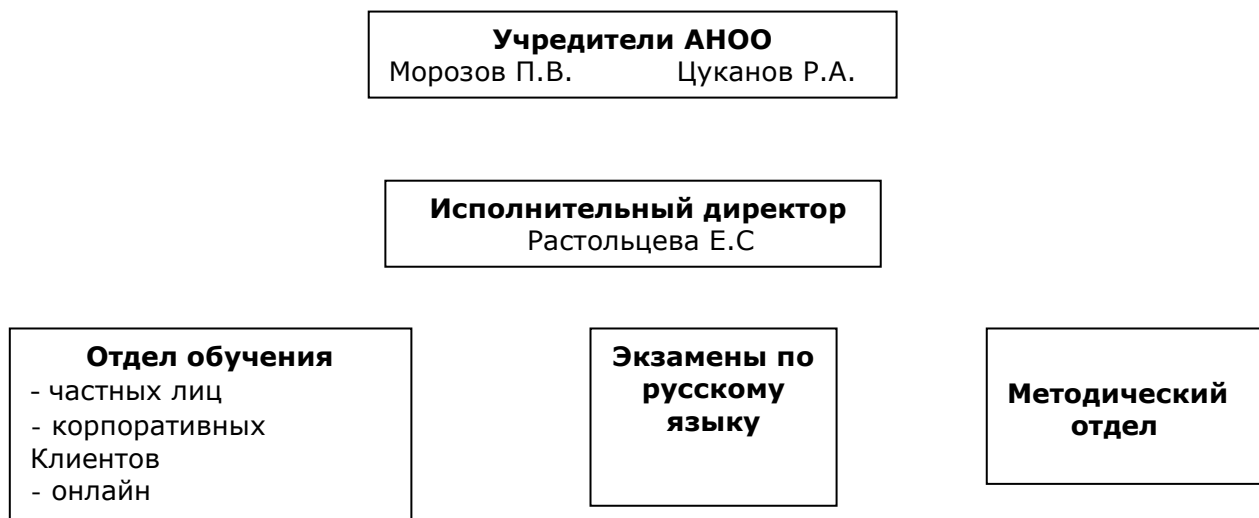 Учредители АНОО
Морозов П.В. Цуканов Р.А.
Исполнительный директор
Растольцева Е.С
Отдел обучения
- частных лиц
- корпоративных
Клиентов
- онлайн
Экзамены по
русскому
языку
Методический
отдел